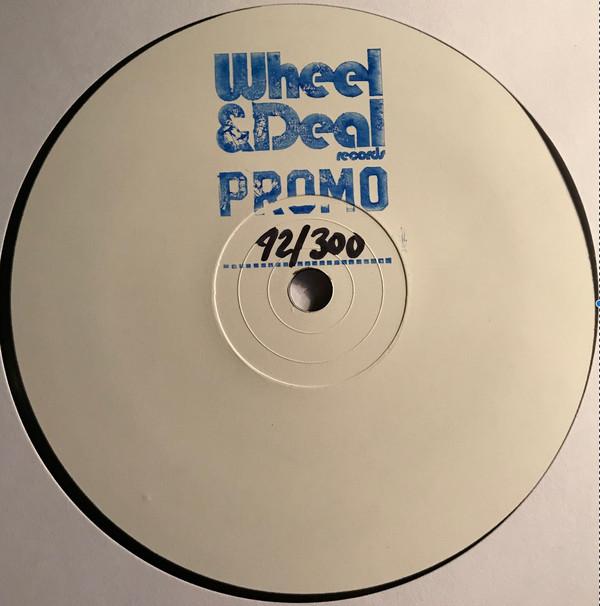 Wheel
&Deal
records
PROMO
92/300